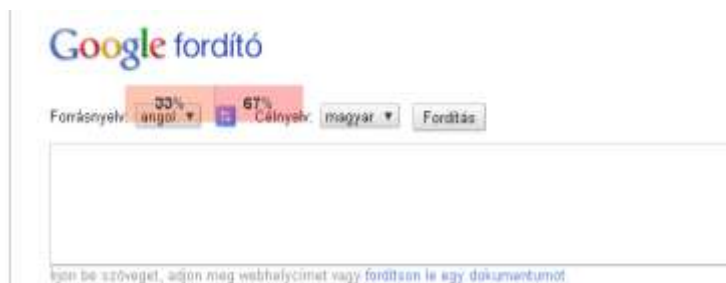 Google fordító
33% 67%
Forrásnyelv: angol Célnyelv: magyar Fordítás
írjon be szöveget, adjon meg webhelycímet vagy fordítson le egy dokumentumot